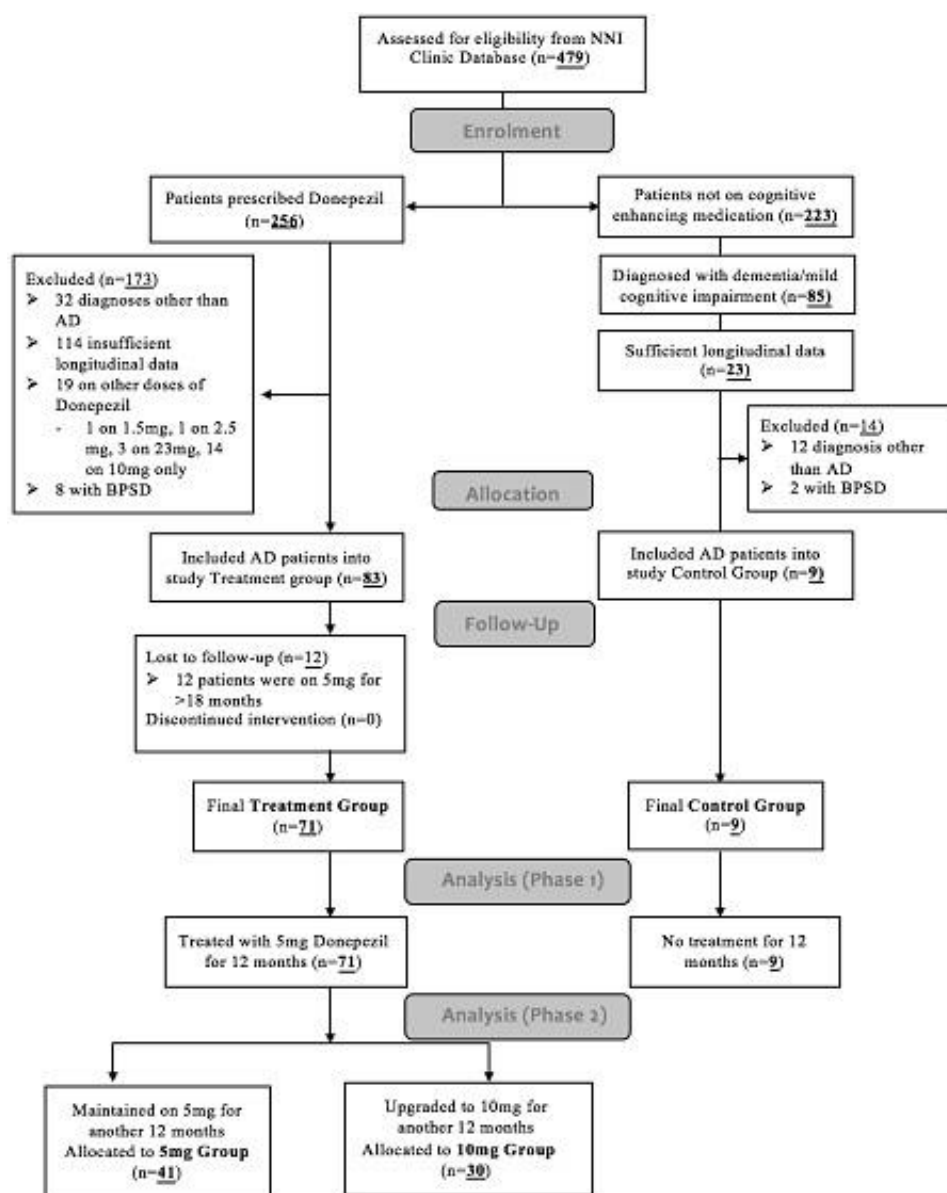 Assessed for eligibility from NNI
Clinic Database (n=479)
Enrolment
Patients prescribed Donepezil
(n=256)
Patients not on cognitive
enhancing medication (n=223)
Excluded (n=173)
➢ 32 diagnoses other than
AD
➢ 114 insufficient
longitudinal data
➢ 19 on other doses of
Donepezil
- 1 on 1.5mg, 1 on 2.5
mg, 3 on 23mg, 14
on 10mg only
➢ 8 with BPSD
Diagnosed with dementia/mild
cognitive impairment (n=85)
Sufficient longitudinal data
(n=23)
Excluded (n=14)
➢ 12 diagnosis other
than AD
➢ 2 with BPSD
Allocation
Included AD patients into
study Treatment group (n=83)
Included AD patients into
study Control Group (n=9)
Follow-Up
Lost to follow-up (n=12)
➢ 12 patients were on 5mg for
>18 months
Discontinued intervention (n=0)
Final Treatment Group
(n=71)
Final Control Group
(n=9)
Analysis (Phase 1)
Treated with 5mg Donepezil
for 12 months (n=71)
No treatment for 12
months (n=9)
Analysis (Phase 2)
Maintained on 5mg for
another 12 months
Allocated to 5mg Group
(n=41)
Upgraded to 10mg for
another 12 months
Allocated to 10mg Group
(n=30)